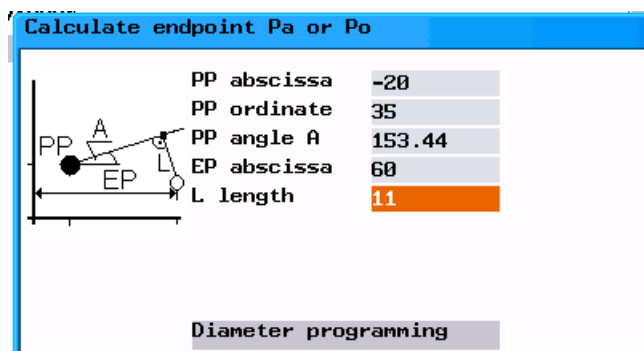 Calculate endpoint Pa or Po
PP abscissa -20
PP ordinate 35
PP angle A 153.44
EP abscissa 60
L length 11
PP A L
EP
Diameter programming